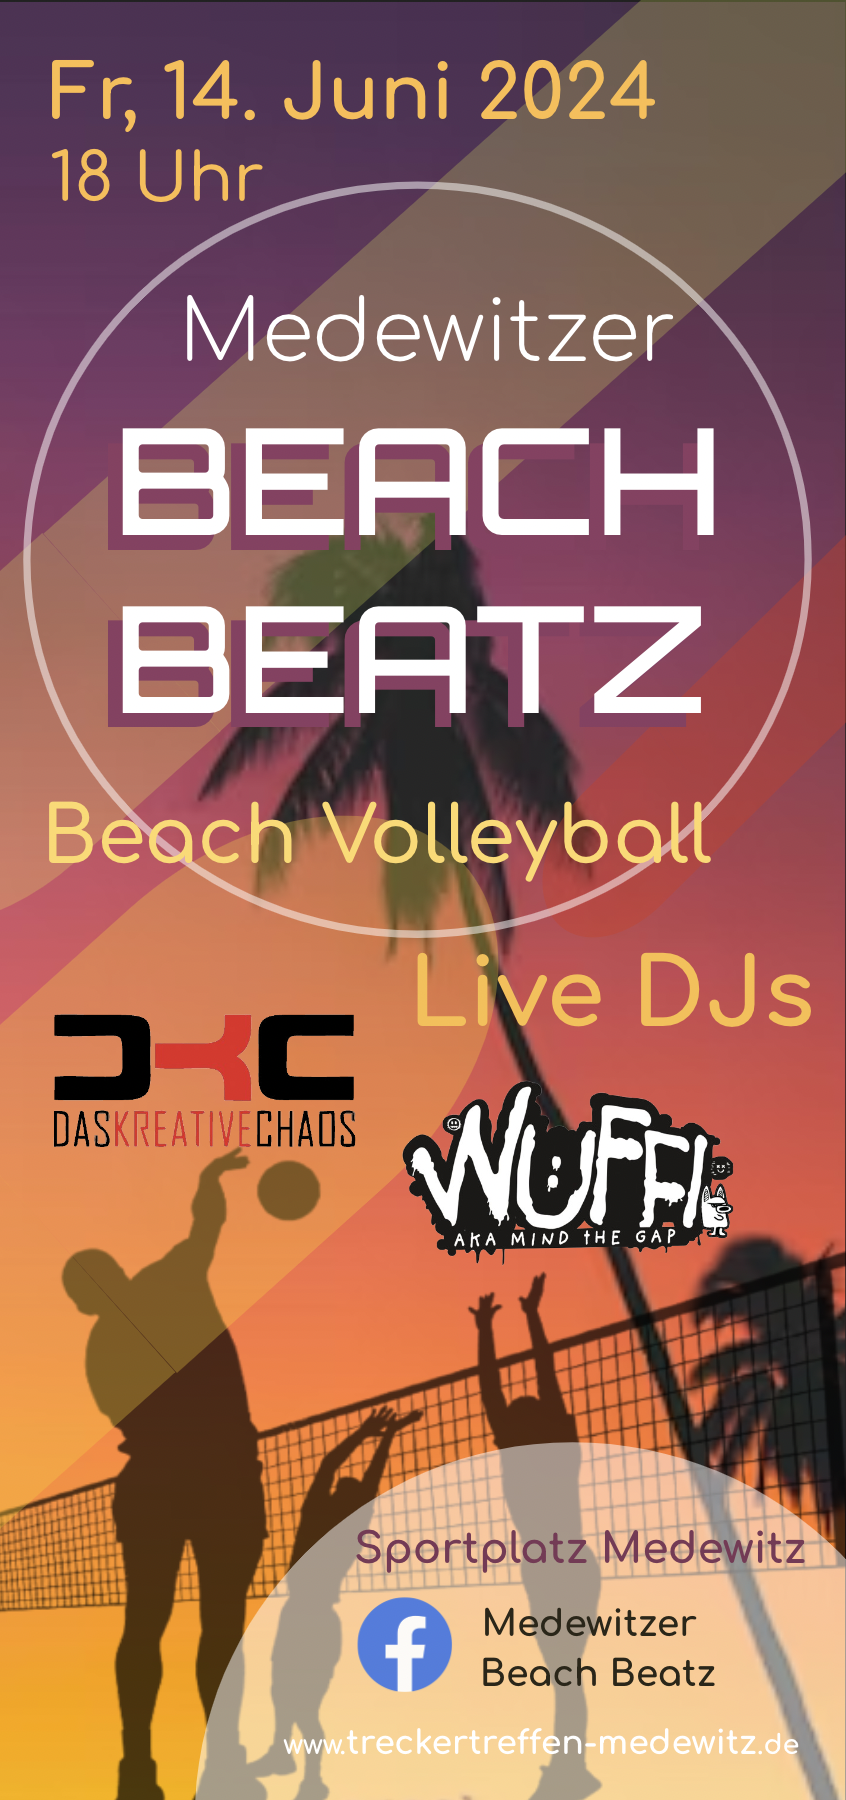 Fr, 14. Juni 2024
18 Uhr
Medewitzer
BEACH
BEATZ
Beach Volleyball
Live DJs
DKC
DASKREATIVECHAOS
WUFFI
AKA MIND tHE GAP
Sportplatz Medewitz
f
Medewitzer
Beach Beatz
www.treckertreffen-medewitz.de